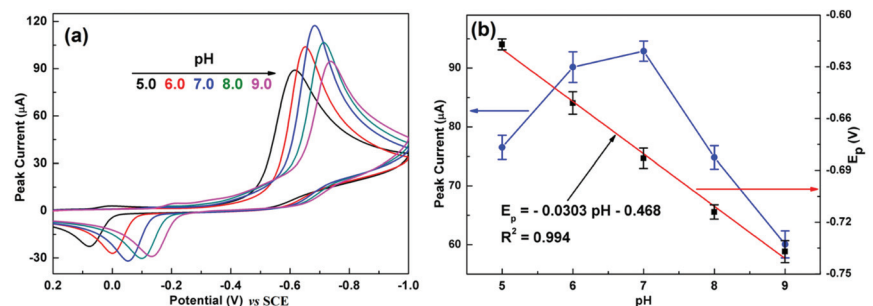 (a)
pH
5.0 6.0 7.0 8.0 9.0
120
90
60
30
0
-30
Peak Current (μA)
0.2 0.0 -0.2 -0.4 -0.6 -0.8 -1.0
Potential (V) vs SCE
(b)
90
85
80
75
70
65
60
Peak Current (μA)
Ep = - 0.0303 pH - 0.468
R² = 0.994
-0.60
-0.63
-0.66
-0.69
-0.72
-0.75
Ep (V)
5 6 7 8 9
pH